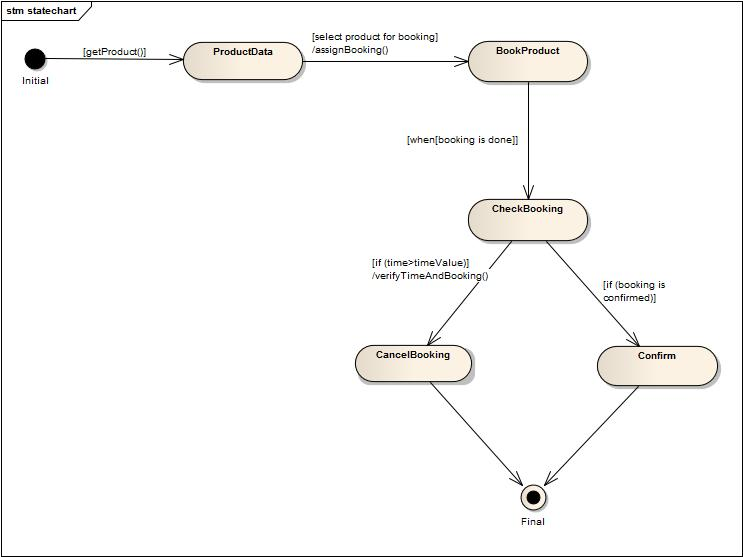 stm statechart
[getProduct()]
Initial
ProductData
[select product for booking]
/assignBooking()
BookProduct
[when[booking is done]]
CheckBooking
[if (time>timeValue)]
/verifyTimeAndBooking()
[if (booking is
confirmed)]
CancelBooking
Confirm
Final